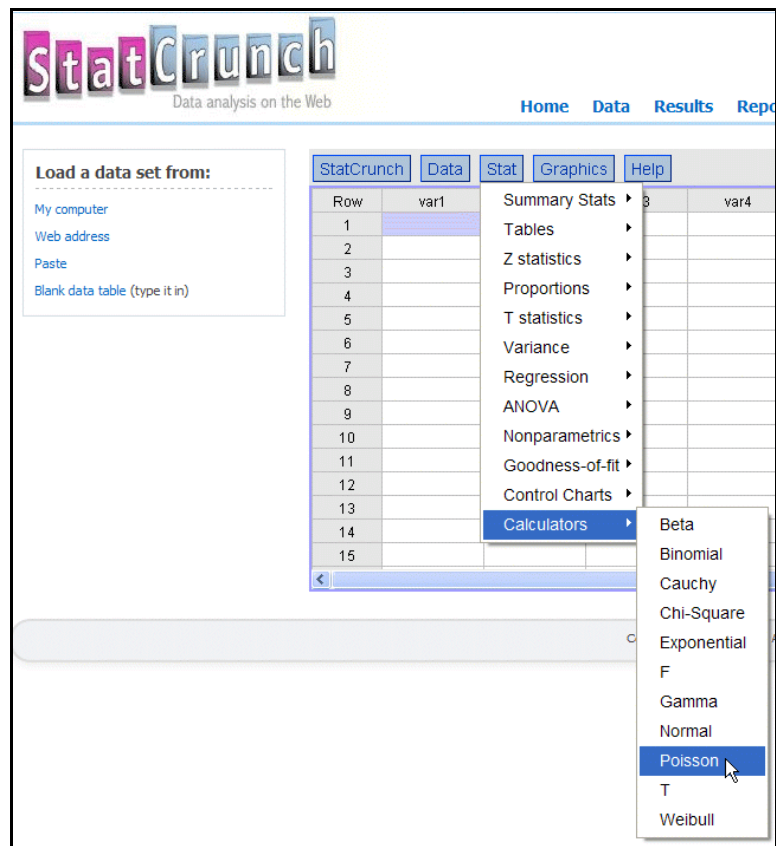 StatCrunch
Data analysis on the Web
Home Data Results Repo
Load a data set from:
My computer
Web address
Paste
Blank data table (type it in)
StatCrunch Data Stat Graphics Help
Row var1 3 var4
1
2
3
4
5
6
7
8
9
10
11
12
13
14
15
Summary Stats
Tables
Z statistics
Proportions
T statistics
Variance
Regression
ANOVA
Nonparametrics
Goodness-of-fit
Control Charts
Calculators
Beta
Binomial
Cauchy
Chi-Square
Exponential
F
Gamma
Normal
Poisson
T
Weibull